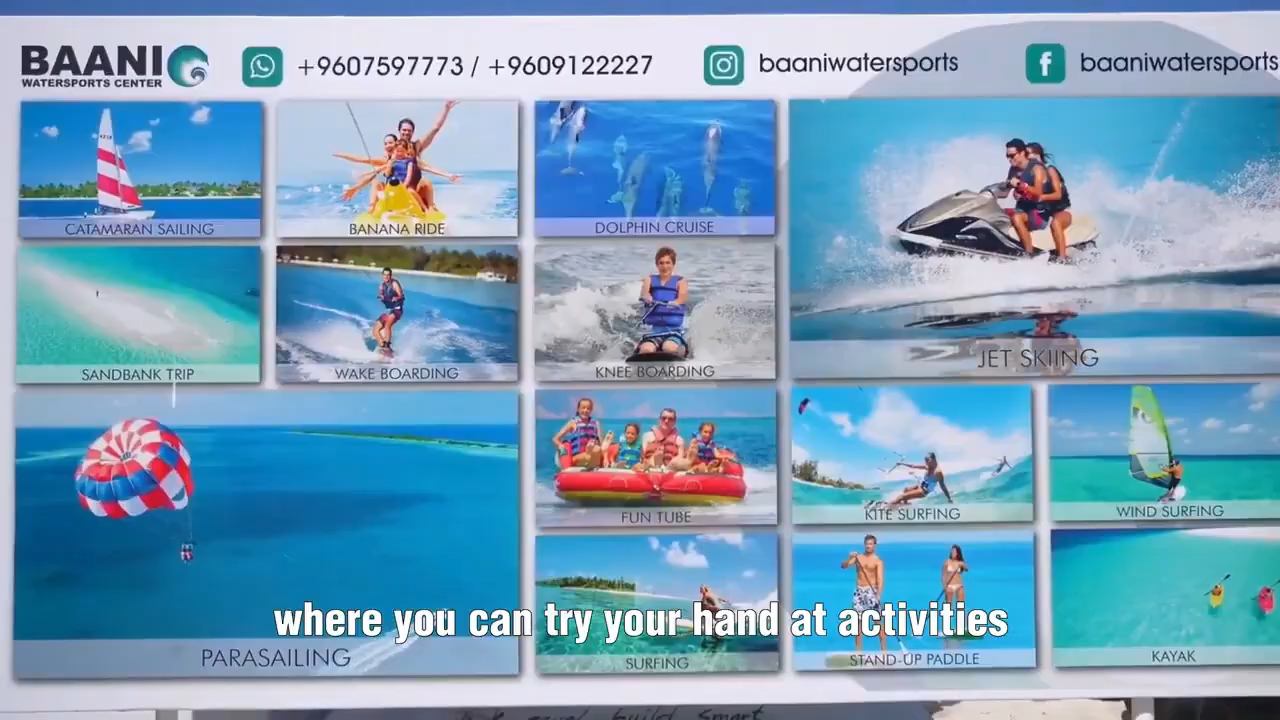 BAANI
WATERSPORTS CENTER
+9607597773 / +9609122227
baaniwatersports
baaniwatersports
CATAMARAN SAILING
BANANA RIDE
DOLPHIN CRUISE
SANDBANK TRIP
WAKE BOARDING
KNEE BOARDING
JET SKIING
PARASAILING
FUN TUBE
KITE SURFING
WIND SURFING
SURFING
STAND-UP PADDLE
KAYAK
where you can try your hand at activities
build Smart